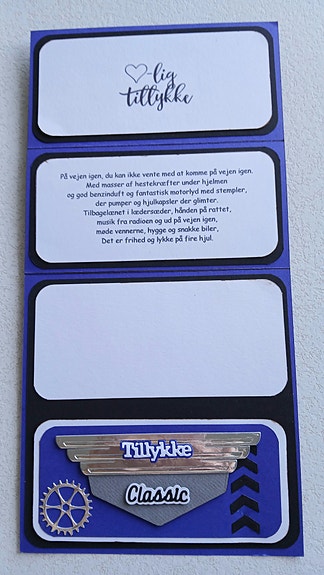 ♡-lig
tillykke
På vejen igen, du kan ikke vente med at komme på vejen igen.
Med masser af hestekræfter under hjelmen
og god benzinduft og fantastisk motorlyd med stempler,
der pumper og hjulkapsler der glimter.
Tilbagelænet i lædersæder, hånden på rattet,
musik fra radioen og ud på vejen igen,
møde vennerne, hygge og snakke biler,
Det er frihed og lykke på fire hjul.
Tillykke
Classic